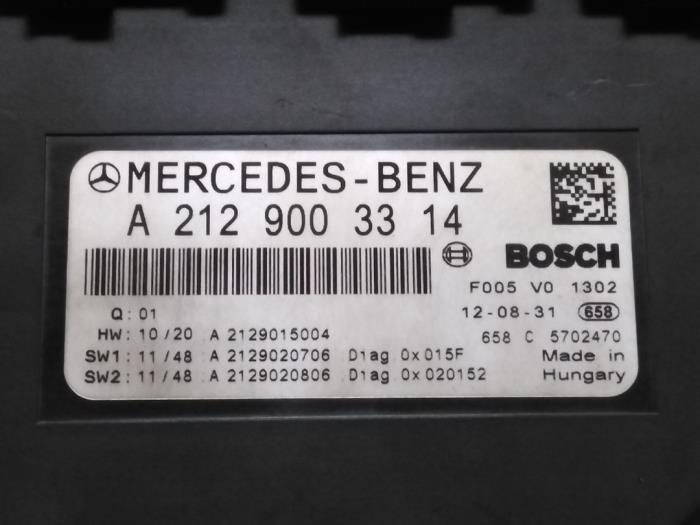 MERCEDES-BENZ
A 212 900 33 14
BOSCH
F005 V0 1302
Q: 01
12-08-31 658
HW: 10/20 A 2129015004
658 C 5702470
SW1: 11/48 A 2129020706 Diag 0x015F
Made in
SW2: 11/48 A 2129020806 Diag 0x020152
Hungary